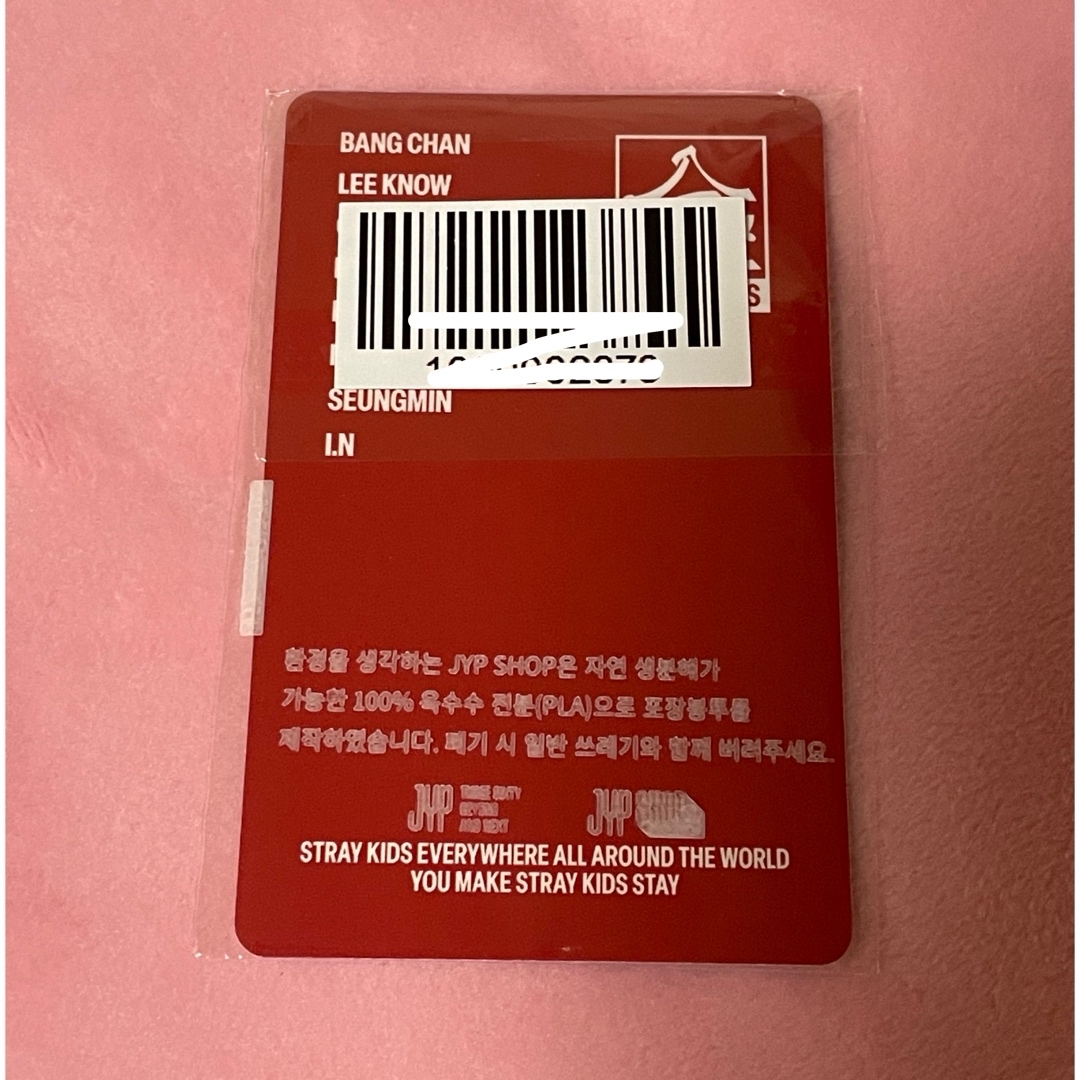 BANG CHAN
LEE KNOW
S
SEUNGMIN
I.N
환경을 생각하는 JYP SHOP은 자연 생분해가
가능한 100% 옥수수 전분(PLA)으로 포장봉투를
제작하였습니다. 폐기 시 일반 쓰레기와 함께 버려주세요.
JYP
JYP
STRAY KIDS EVERYWHERE ALL AROUND THE WORLD
YOU MAKE STRAY KIDS STAY